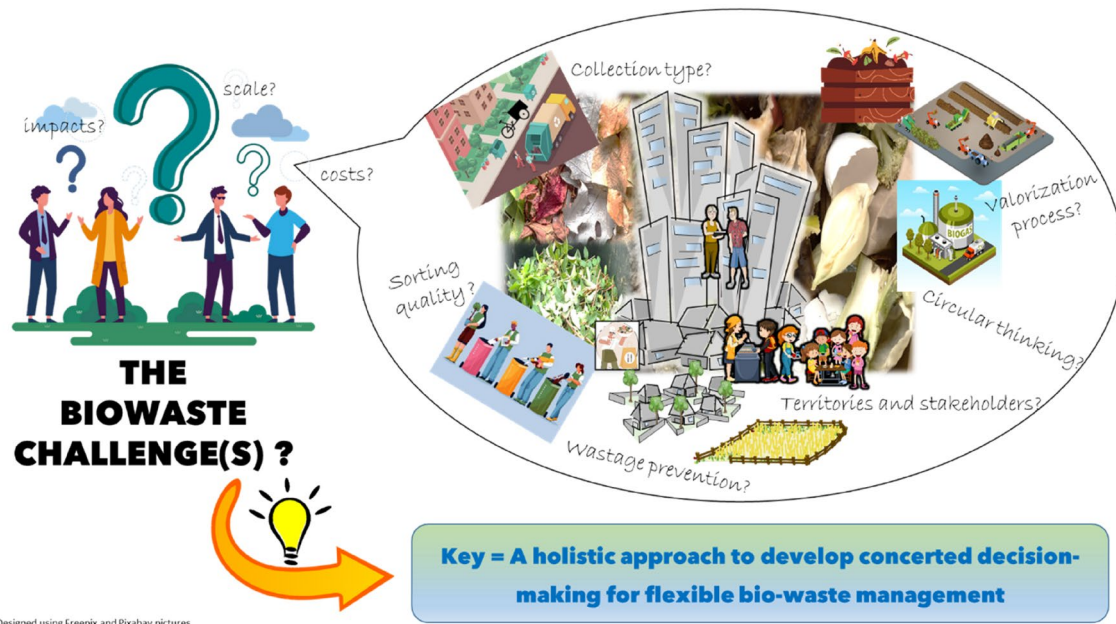 impacts?
scale?
costs?
THE
BIOWASTE
CHALLENGE(S) ?
Collection type?
Valorization
process?
BIOGAS
Sorting
quality?
Circular thinking?
Territories and stakeholders?
Wastage prevention?
Key = A holistic approach to develop concerted decision-
making for flexible bio-waste management
Designed using Freepix and Pixabay pictures